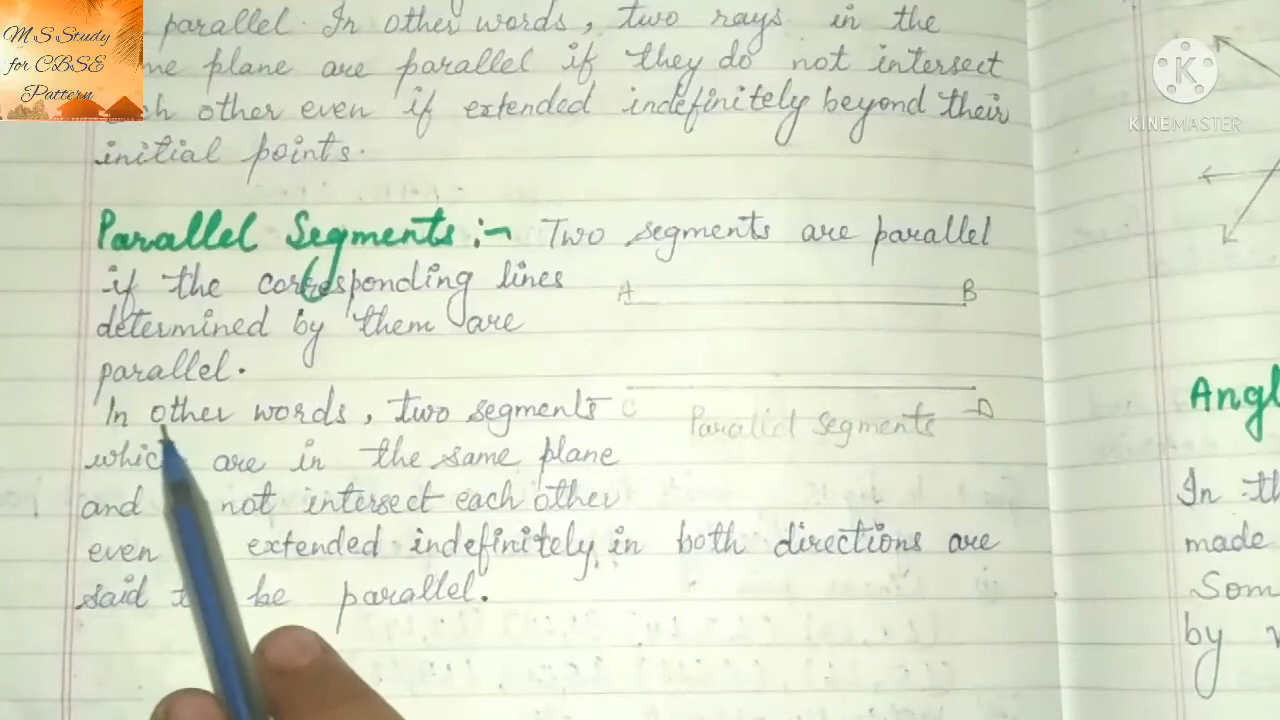 M S Study
for CBSE
Pattern
parallel. In other words, two rays in the
me plane are parallel if they do not intersect
h other even if extended indefinitely beyond their
initial points.
K
KINEMASTER
Parallel Segments :- Two segments are parallel
if the corresponding lines
determined by them are
parallel.
A B
In other words, two segments
which are in the same plane
and not intersect each other
even extended indefinitely in both directions are
said to be parallel.
C D
Parallel Segments
Angl
In th
made
Som
by